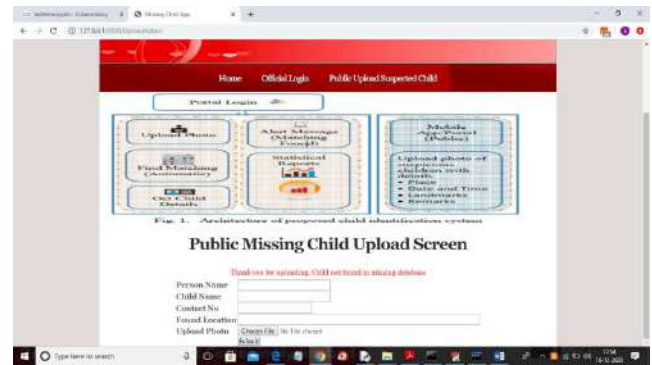 Missing Child App
127.0.0.1
Home Official Login Public Upload Suspected Child
Portal Login
Upload Photo
Alert Message
(Matching
Found)
Mobile
App/Portal
(Public)
Find Matching
(Automatic)
Statistical
Reports
Upload photo of
suspicious
children with
details
• Place
• Date and Time
• Landmarks
• Remarks
Get Child
Details
Fig. 1. Architecture of proposed child identification system
Public Missing Child Upload Screen
Thank you for uploading. Child not found in missing database
Person Name
Child Name
Contact No
Found Location
Upload Photo Choose File No file chosen
Submit
Type here to search